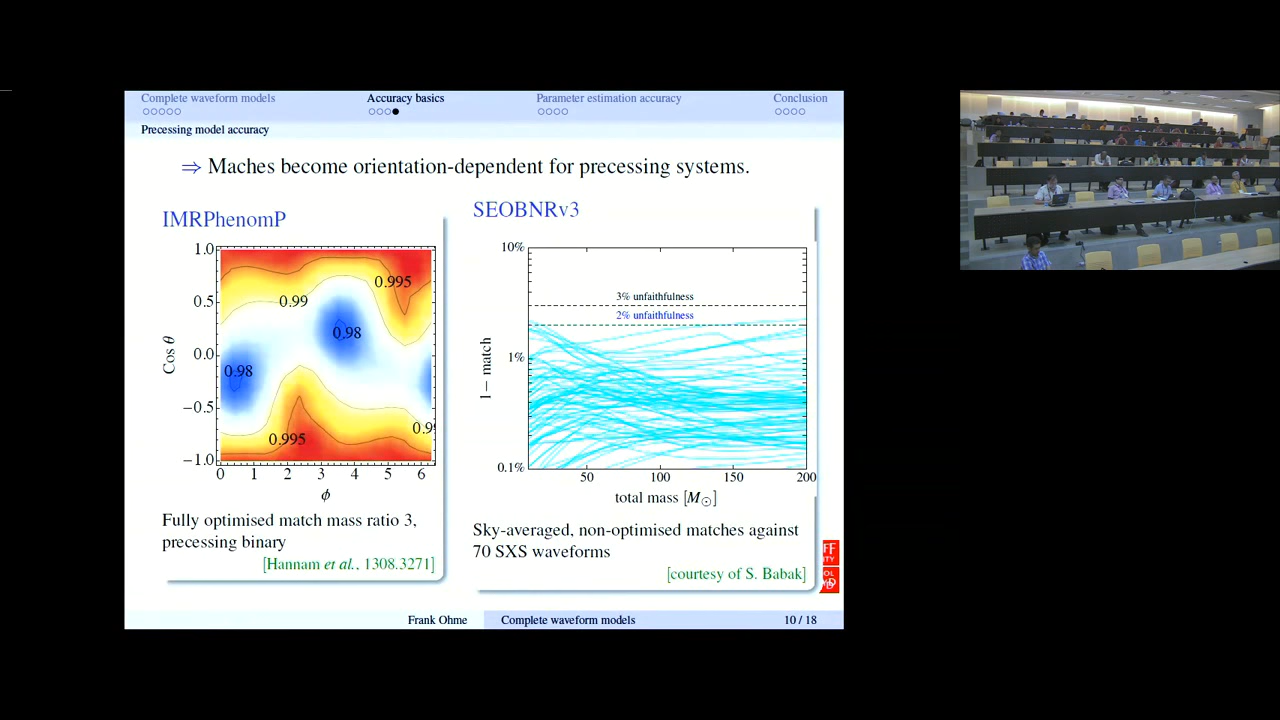 Complete waveform models
Accuracy basics
Parameter estimation accuracy
Conclusion
Precessing model accuracy
⇒ Maches become orientation-dependent for precessing systems.
IMRPhenomP
1.0
0.5
0.0
−0.5
−1.0
Cos θ
0.995
0.99
0.98
0.98
0.99
0.995
0 1 2 3 4 5 6
ϕ
Fully optimised match mass ratio 3,
precessing binary
[Hannam et al., 1308.3271]
SEOBNRv3
10%
1%
0.1%
1− match
3% unfaithfulness
2% unfaithfulness
50 100 150 200
total mass [M⊙]
Sky-averaged, non-optimised matches against
70 SXS waveforms
[courtesy of S. Babak]
Frank Ohme
Complete waveform models
10 / 18